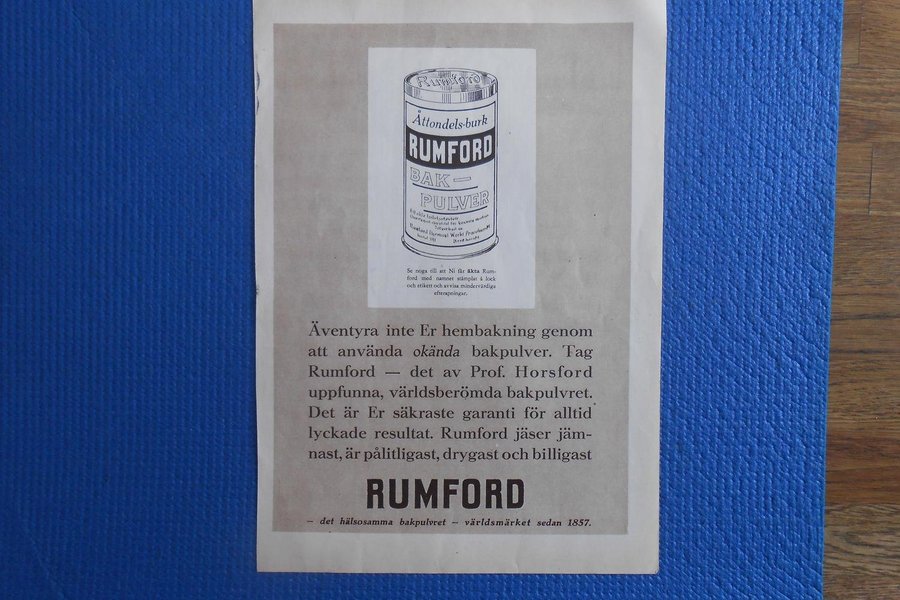 Rumford
Åttondels-burk
RUMFORD
BAK-
PULVER
Se noga till att Ni får äkta Rum-
ford med namnet stämplat å lock
och etikett och avvisa mindervärdiga
efterapningar.
Äventyra inte Er hembakning genom
att använda okända bakpulver. Tag
Rumford — det av Prof. Horsford
uppfunna, världsberömda bakpulvret.
Det är Er säkraste garanti för alltid
lyckade resultat. Rumford jäser jäm-
nast, är pålitligast, drygast och billigast
RUMFORD
— det hälsosamma bakpulvret — världsmärket sedan 1857.